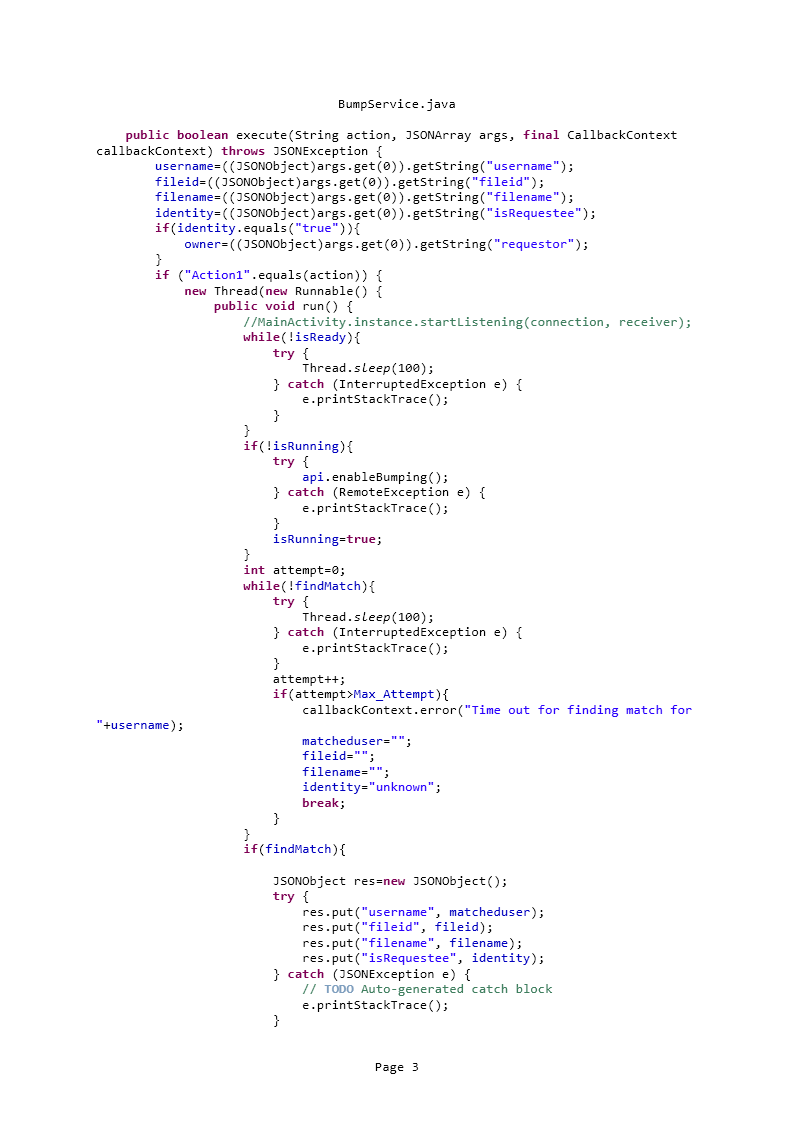 BumpService.java
    public boolean execute(String action, JSONArray args, final CallbackContext
callbackContext) throws JSONException {
        username=((JSONObject)args.get(0)).getString("username");
        fileid=((JSONObject)args.get(0)).getString("fileid");
        filename=((JSONObject)args.get(0)).getString("filename");
        identity=((JSONObject)args.get(0)).getString("isRequestee");
        if(identity.equals("true")){
            owner=((JSONObject)args.get(0)).getString("requestor");
        }
        if ("Action1".equals(action)) {
            new Thread(new Runnable() {
                public void run() {
                    //MainActivity.instance.startListening(connection, receiver);
                    while(!isReady){
                        try {
                            Thread.sleep(100);
                        } catch (InterruptedException e) {
                            e.printStackTrace();
                        }
                    }
                    if(!isRunning){
                        try {
                            api.enableBumping();
                        } catch (RemoteException e) {
                            e.printStackTrace();
                        }
                        isRunning=true;
                    }
                    int attempt=0;
                    while(!findMatch){
                        try {
                            Thread.sleep(100);
                        } catch (InterruptedException e) {
                            e.printStackTrace();
                        }
                        attempt++;
                        if(attempt>Max_Attempt){
                            callbackContext.error("Time out for finding match for
"+username);
                            matcheduser="";
                            fileid="";
                            filename="";
                            identity="unknown";
                            break;
                        }
                    }
                    if(findMatch){
                        JSONObject res=new JSONObject();
                        try {
                            res.put("username", matcheduser);
                            res.put("fileid", fileid);
                            res.put("filename", filename);
                            res.put("isRequestee", identity);
                        } catch (JSONException e) {
                            // TODO Auto-generated catch block
                            e.printStackTrace();
                        }
Page 3